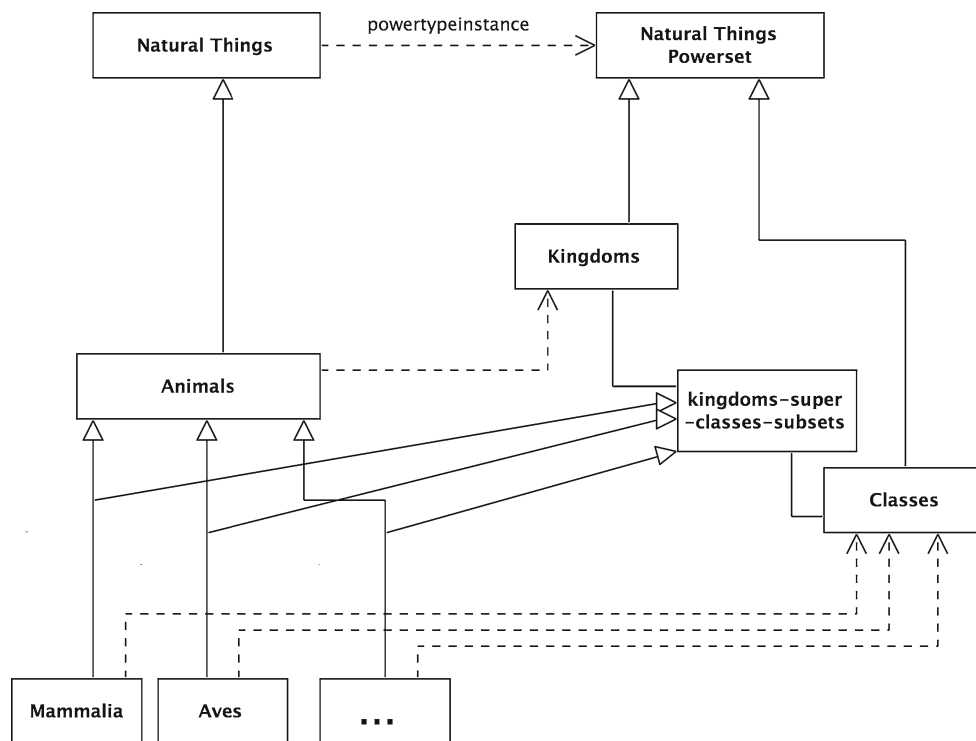 powertypeinstance
Natural Things
Natural Things
Powerset
Kingdoms
Animals
kingdoms-super
-classes-subsets
Classes
Mammalia
Aves
...